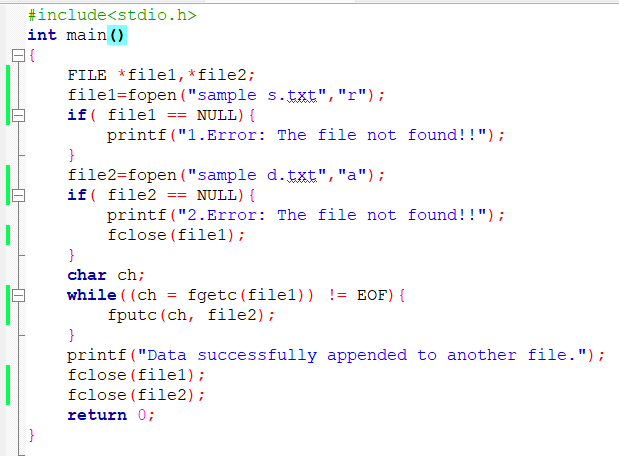 #include<stdio.h>
int main()
{
    FILE *file1,*file2;
    file1=fopen("sample s.txt","r");
    if( file1 == NULL){
        printf("1.Error: The file not found!!");
    }
    file2=fopen("sample d.txt","a");
    if( file2 == NULL){
        printf("2.Error: The file not found!!");
        fclose(file1);
    }
    char ch;
    while((ch = fgetc(file1)) != EOF){
        fputc(ch, file2);
    }
    printf("Data successfully appended to another file.");
    fclose(file1);
    fclose(file2);
    return 0;
}